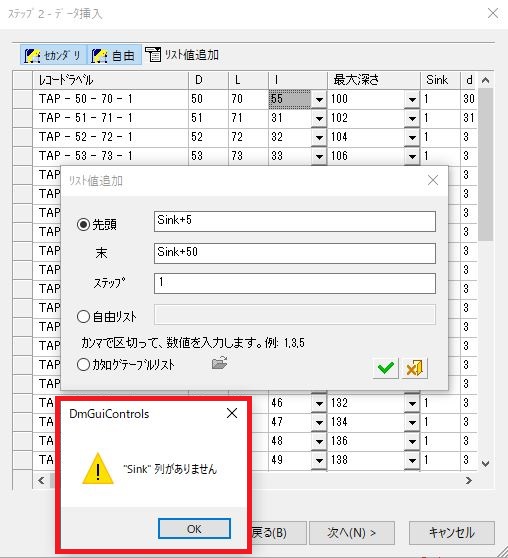 ステップ 2 - データ挿入
セカンダリ 自由 リスト値追加
レコードラベル D L I 最大深さ Sink d
TAP - 50 - 70 - 1 50 70 55 100 1 30
TAP - 51 - 71 - 1 51 71 31 102 1 31
TAP - 52 - 72 - 1 52 72 32 104 1 3
TAP - 53 - 73 - 1 53 73 33 106 1 3
TAP 3
リスト値追加
TAP 3
TAP 3
先頭 Sink+5
TAP 3
末 Sink+50
TAP 3
TAP 3
ステップ 1
TAP 3
自由リスト
TAP 3
カンマで区切って、数値を入力します。例: 1,3,5
TAP 3
カタログテーブルリスト
TAP 3
TAP 3
46 132 1 3
47 134 1 3
48 136 1 3
49 138 1 3
DmGuiControls
"Sink" 列がありません
OK
戻る(B) 次へ(N) > キャンセル